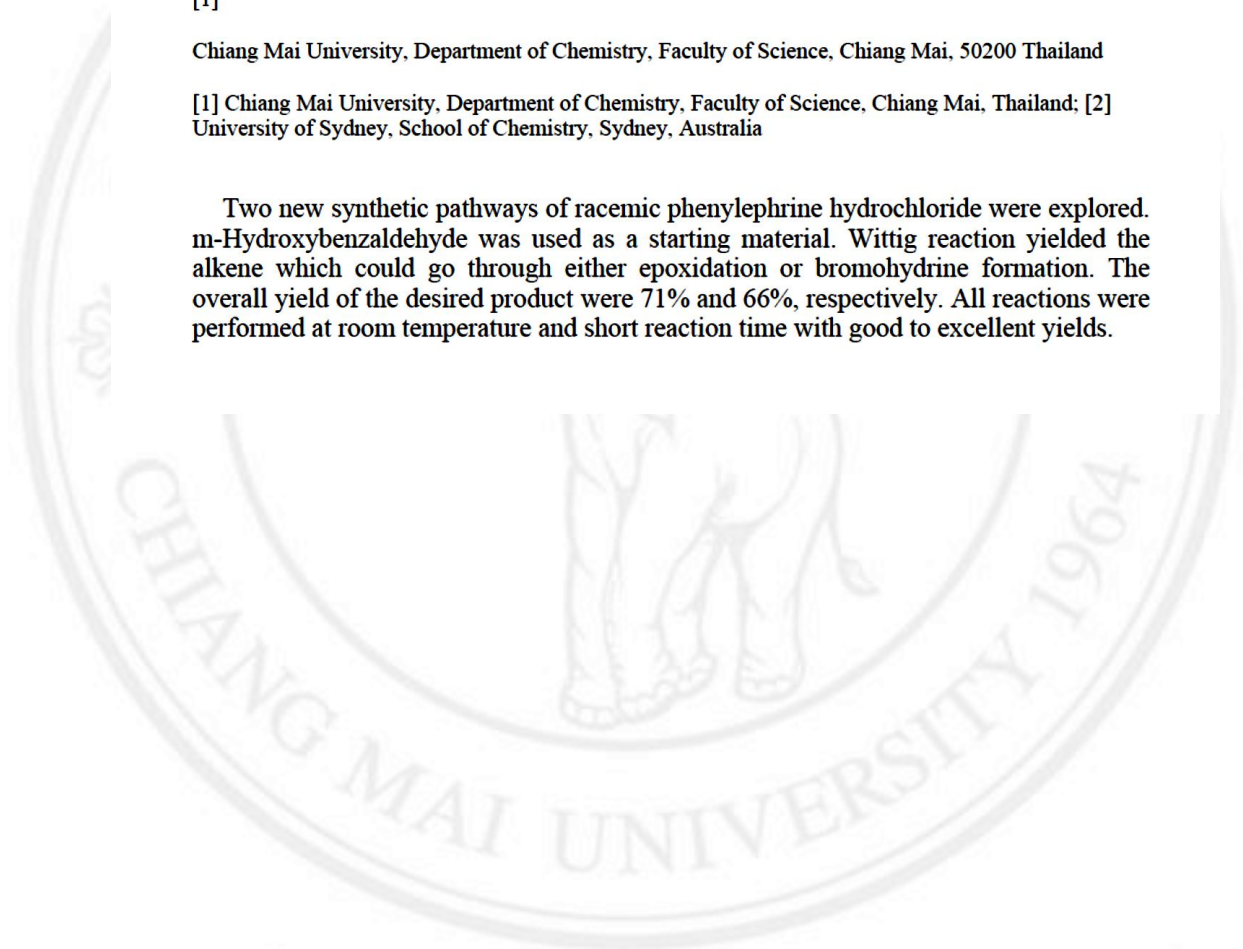 [1]
Chiang Mai University, Department of Chemistry, Faculty of Science, Chiang Mai, 50200 Thailand
[1] Chiang Mai University, Department of Chemistry, Faculty of Science, Chiang Mai, Thailand; [2]
University of Sydney, School of Chemistry, Sydney, Australia
Two new synthetic pathways of racemic phenylephrine hydrochloride were explored.
m-Hydroxybenzaldehyde was used as a starting material. Wittig reaction yielded the
alkene which could go through either epoxidation or bromohydrine formation. The
overall yield of the desired product were 71% and 66%, respectively. All reactions were
performed at room temperature and short reaction time with good to excellent yields.
CHIANG MAI UNIVERSITY 1964